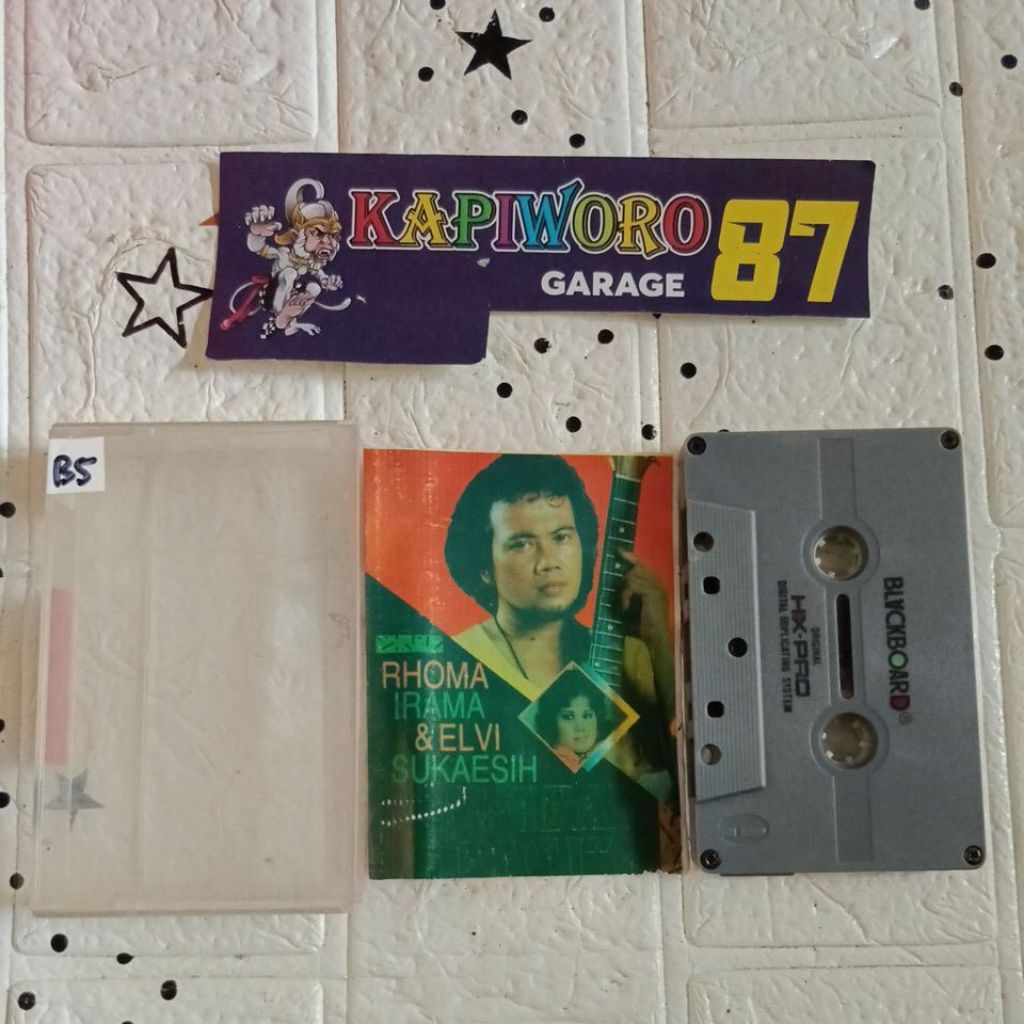 KAPIWORO 87
GARAGE
B5
RHOMA
IRAMA
& ELVI
SUKAESIH
BLACKBOARD®
ORIGINAL
HX-PRO
DIGITAL DUPLICATING SYSTEM